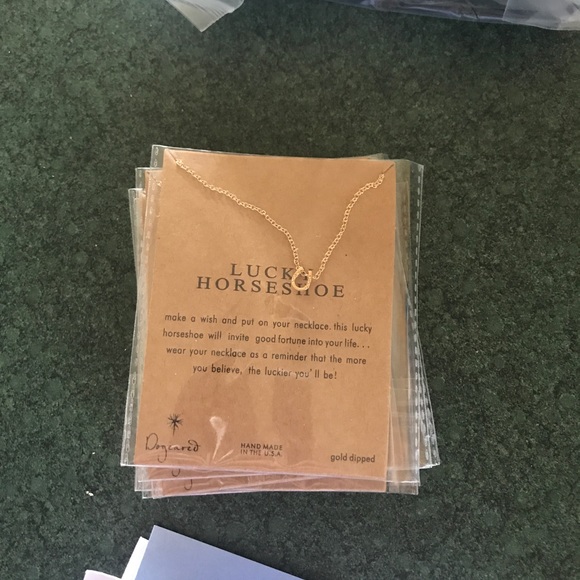 LUCKY
HORSESHOE
make a wish and put on your necklace. this lucky
horseshoe will invite good fortune into your life...
wear your necklace as a reminder that the more
you believe, the luckier you'll be!
Dogeared
HAND MADE
IN THE U.S.A.
gold dipped